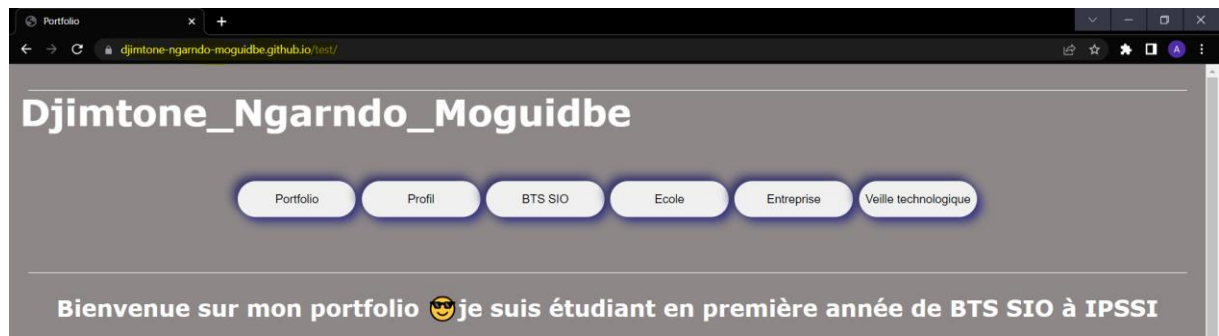 Portfolio
djimtone-ngarndo-moguidbe.github.io/test/
A
Djimtone_Ngarndo_Moguidbe
Portfolio Profil BTS SIO Ecole Entreprise Veille technologique
Bienvenue sur mon portfolio 😎je suis étudiant en première année de BTS SIO à IPSSI